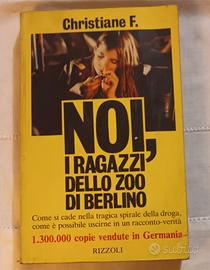 Christiane F.
NOI,
I RAGAZZI
DELLO ZOO
DI BERLINO
Come si cade nella tragica spirale della droga,
come è possibile uscirne in un racconto-verità
1.300.000 copie vendute in Germania
RIZZOLI
subito